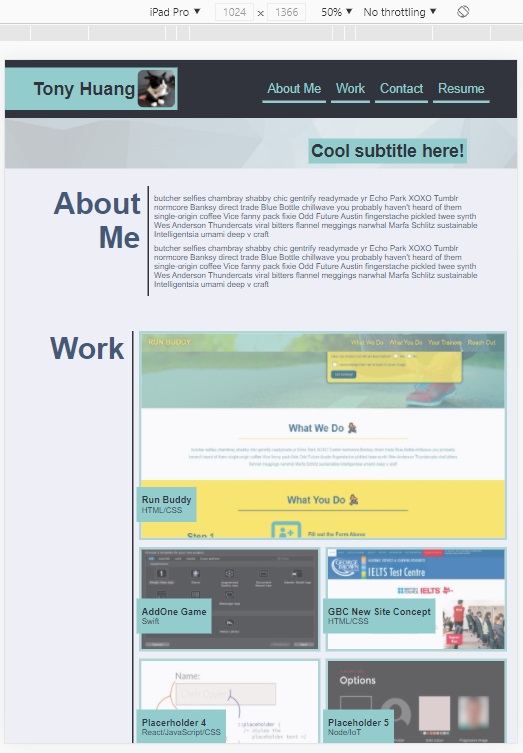 iPad Pro ▼ 1024 x 1366 50% ▼ No throttling ▼
Tony Huang
About Me Work Contact Resume
Cool subtitle here!
About
Me
butcher selfies chambray shabby chic gentrify readymade yr Echo Park XOXO Tumblr
normcore Banksy direct trade Blue Bottle chillwave you probably haven't heard of them
single-origin coffee Vice fanny pack fixie Odd Future Austin fingerstache pickled twee synth
Wes Anderson Thundercats viral bitters flannel meggings narwhal Marfa Schlitz sustainable
Intelligentsia umami deep v craft
butcher selfies chambray shabby chic gentrify readymade yr Echo Park XOXO Tumblr
normcore Banksy direct trade Blue Bottle chillwave you probably haven't heard of them
single-origin coffee Vice fanny pack fixie Odd Future Austin fingerstache pickled twee synth
Wes Anderson Thundercats viral bitters flannel meggings narwhal Marfa Schlitz sustainable
Intelligentsia umami deep v craft
Work
RUN BUDDY
What We Do What You Do Your Trainers Reach Out
What We Do
What You Do
Run Buddy
HTML/CSS
Step 1
Fill out the Form Above
AddOne Game
Swift
IELTS Test Centre
IELTS
GBC New Site Concept
HTML/CSS
Name:
::placeholder {
Placeholder 4
React/JavaScript/CSS
Options
Placeholder 5
Node/IoT